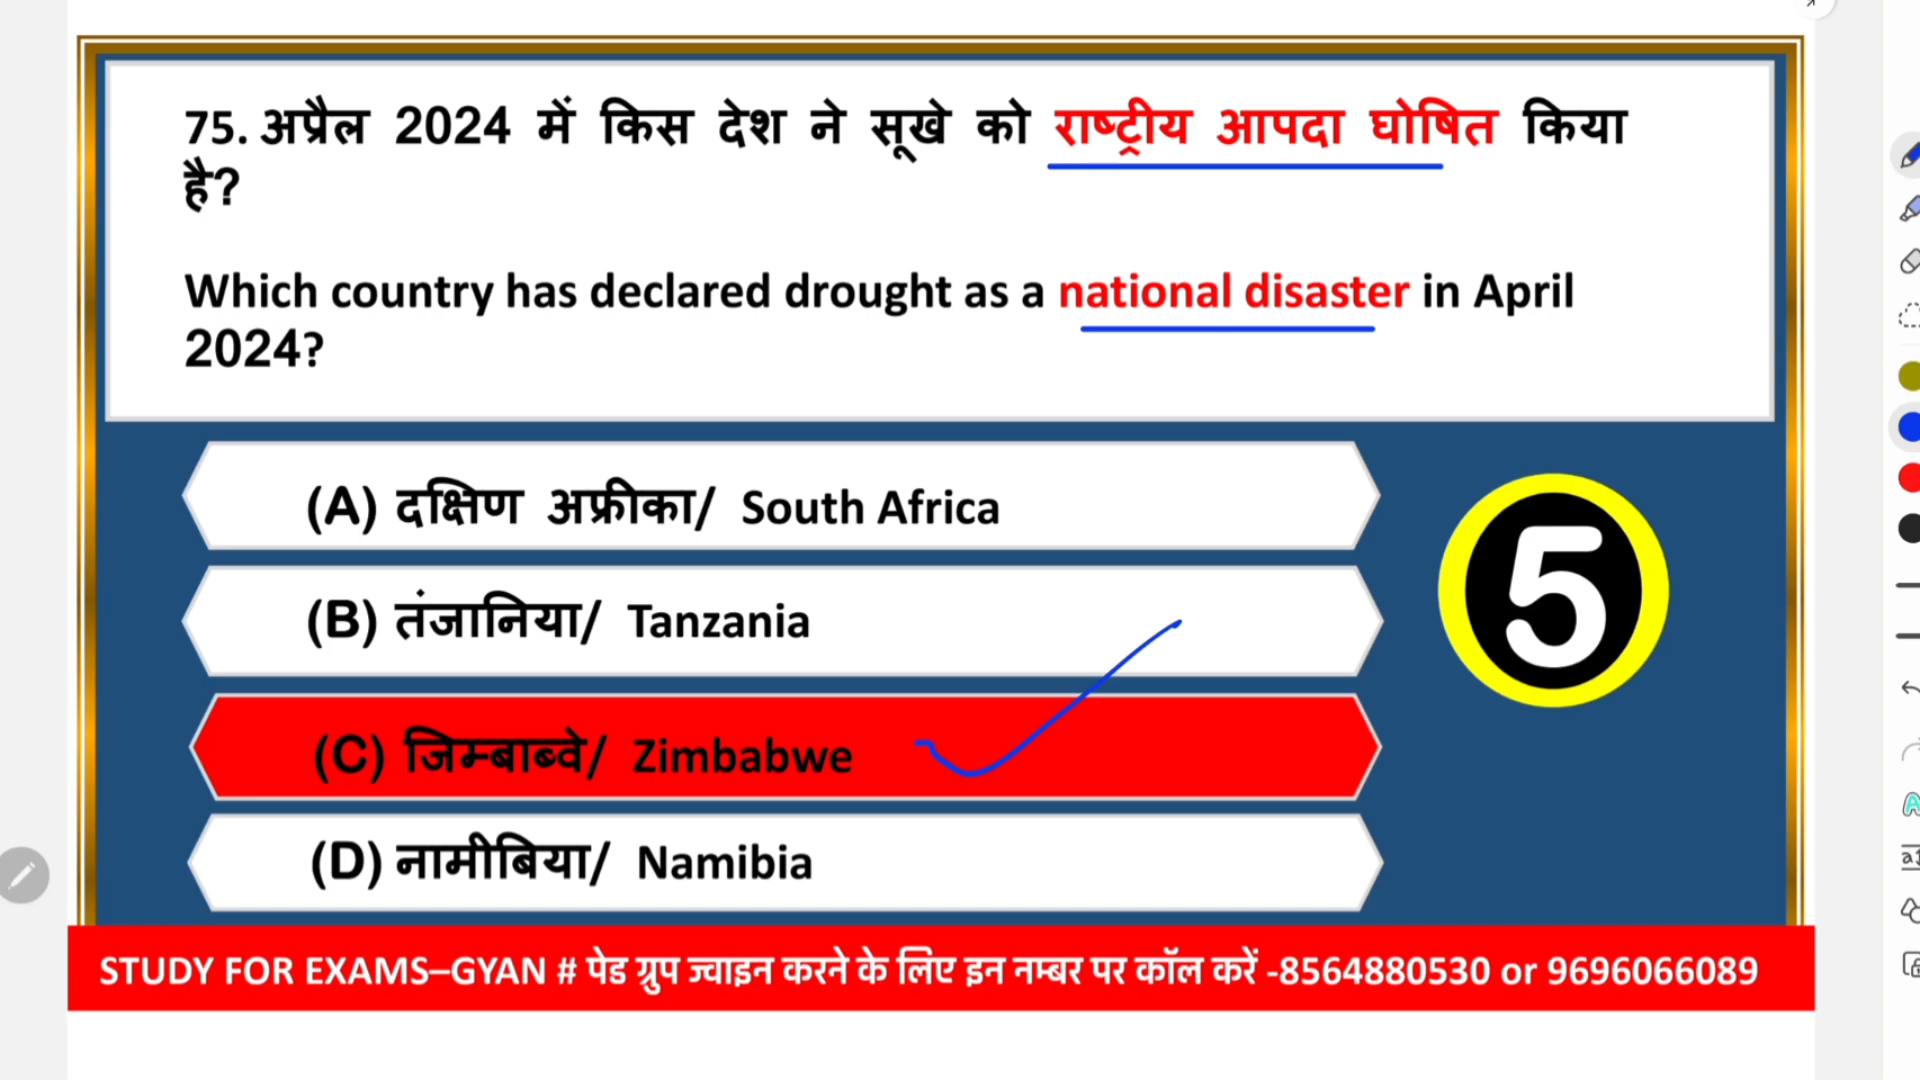 75. अप्रैल 2024 में किस देश ने सूखे को राष्ट्रीय आपदा घोषित किया
है?
Which country has declared drought as a national disaster in April
2024?
(A) दक्षिण अफ्रीका/ South Africa
(B) तंजानिया/ Tanzania
5
(C) जिम्बाब्वे/ Zimbabwe
(D) नामीबिया/ Namibia
STUDY FOR EXAMS–GYAN # पेड ग्रुप ज्वाइन करने के लिए इन नम्बर पर कॉल करें -8564880530 or 9696066089